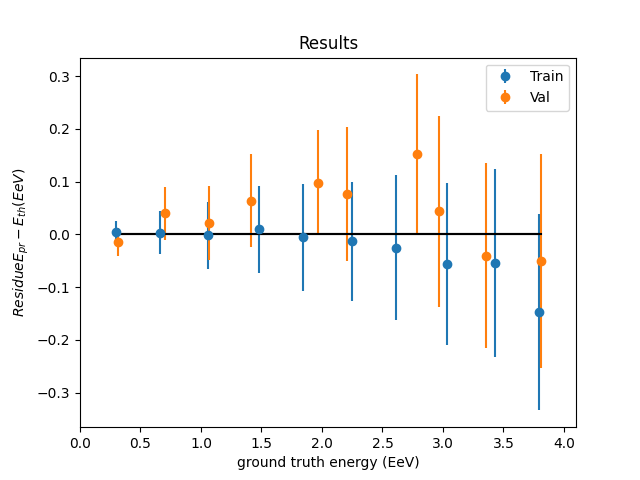 Results
Train
Val
0.3
0.2
0.1
0.0
−0.1
−0.2
−0.3
ResidueE_{pr} − E_{th}(EeV)
0.0 0.5 1.0 1.5 2.0 2.5 3.0 3.5 4.0
ground truth energy (EeV)